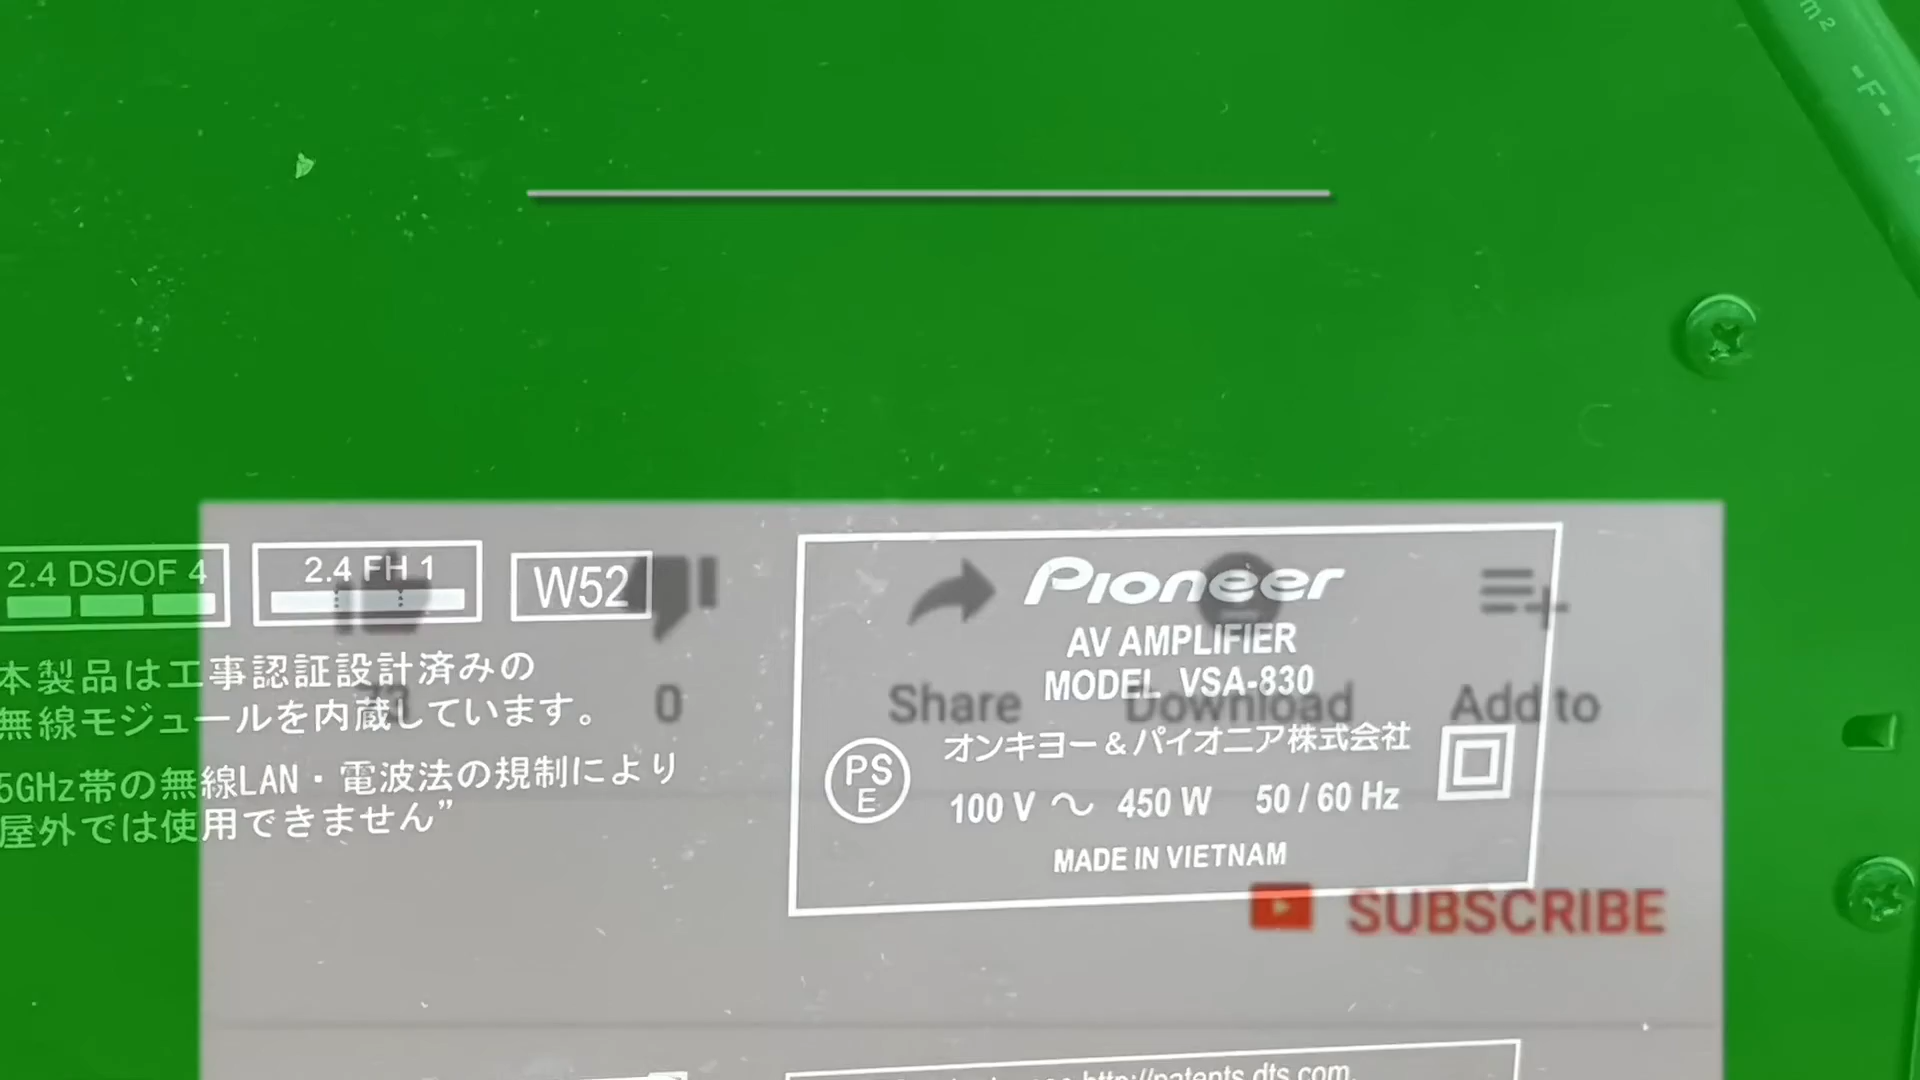 m²
-F-
2.4 DS/OF 4
2.4 FH 1
W52
本製品は工事認証設計済みの
無線モジュールを内蔵しています。
5GHz帯の無線LAN・電波法の規制により
屋外では使用できません”
Pioneer
AV AMPLIFIER
MODEL VSA-830
オンキヨー&パイオニア株式会社
PS
E
100 V ～ 450 W 50 / 60 Hz
MADE IN VIETNAM
73
0
Share
Download
Add to
SUBSCRIBE
http://patents.dts.com.